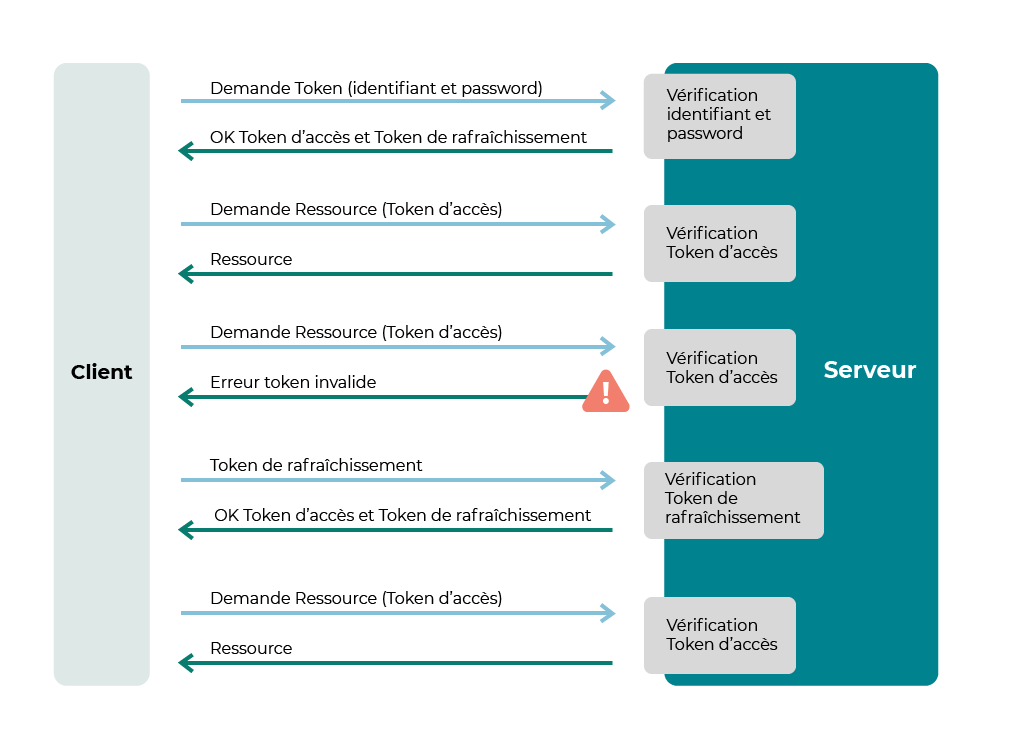 Demande Token (identifiant et password)
OK Token d'accès et Token de rafraîchissement
Vérification
identifiant et
password
Demande Ressource (Token d'accès)
Ressource
Vérification
Token d'accès
Demande Ressource (Token d'accès)
Erreur token invalide
!
Vérification
Token d'accès
Client
Serveur
Token de rafraîchissement
OK Token d'accès et Token de rafraîchissement
Vérification
Token de
rafraîchissement
Demande Ressource (Token d'accès)
Ressource
Vérification
Token d'accès